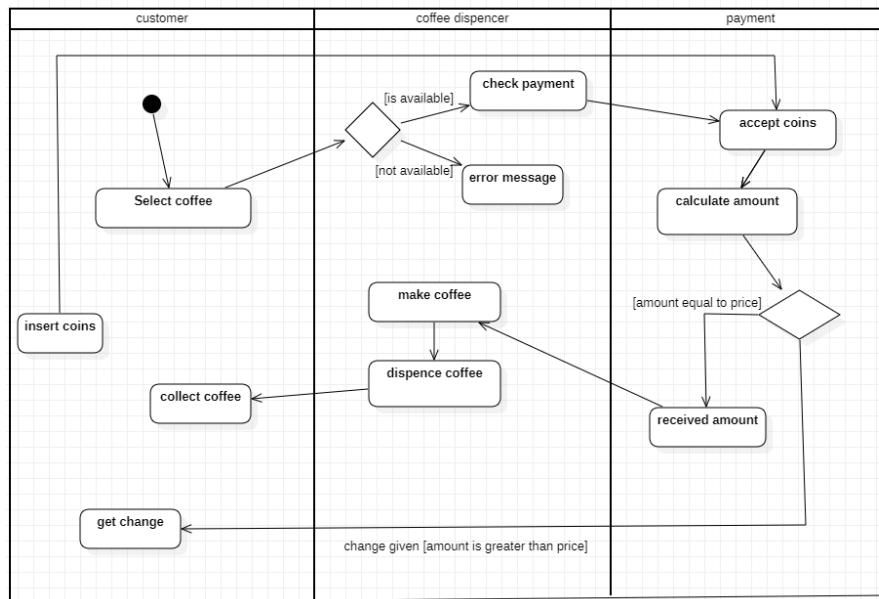 customer
coffee dispencer
payment
[is available]
check payment
accept coins
[not available]
error message
Select coffee
calculate amount
make coffee
[amount equal to price]
insert coins
dispence coffee
collect coffee
received amount
get change
change given [amount is greater than price]